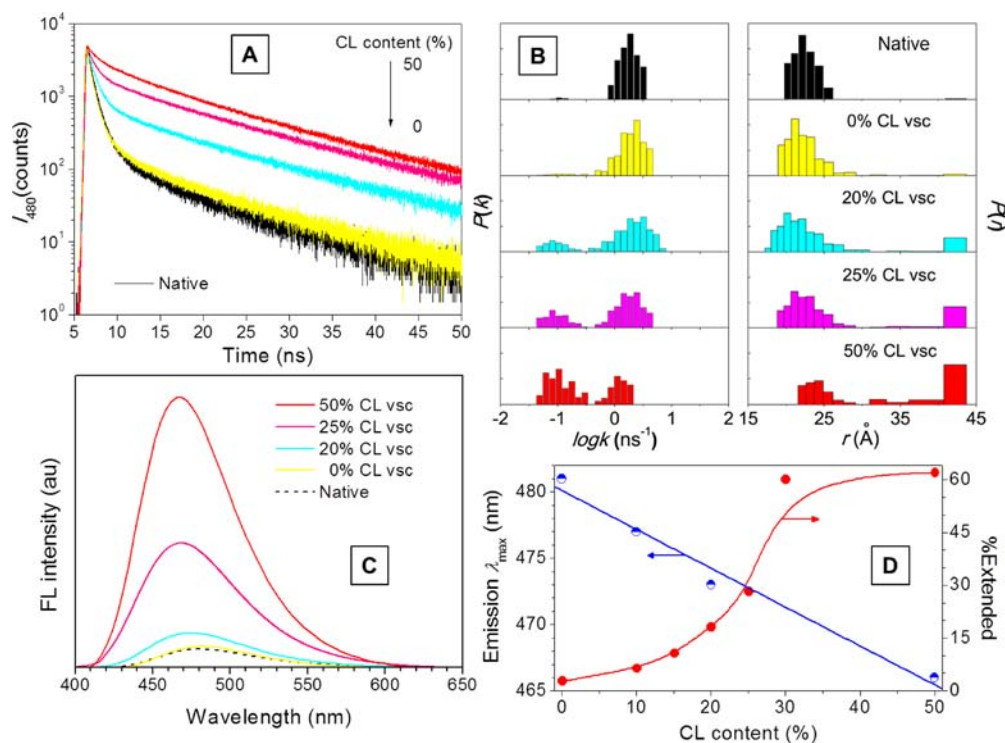 A
I480(counts)
10^4
10^3
10^2
10^1
10^0
CL content (%)
50
0
Native
5 10 15 20 25 30 35 40 45 50
Time (ns)
B
P(k)
-2 -1 0 1 2
logk (ns-1)
Native
0% CL vsc
20% CL vsc
25% CL vsc
50% CL vsc
P(r)
15 25 35 45
r (Å)
C
FL intensity (au)
50% CL vsc
25% CL vsc
20% CL vsc
0% CL vsc
Native
400 450 500 550 600 650
Wavelength (nm)
D
Emission λmax (nm)
480
475
470
465
%Extended
60
45
30
15
0
0 10 20 30 40 50
CL content (%)